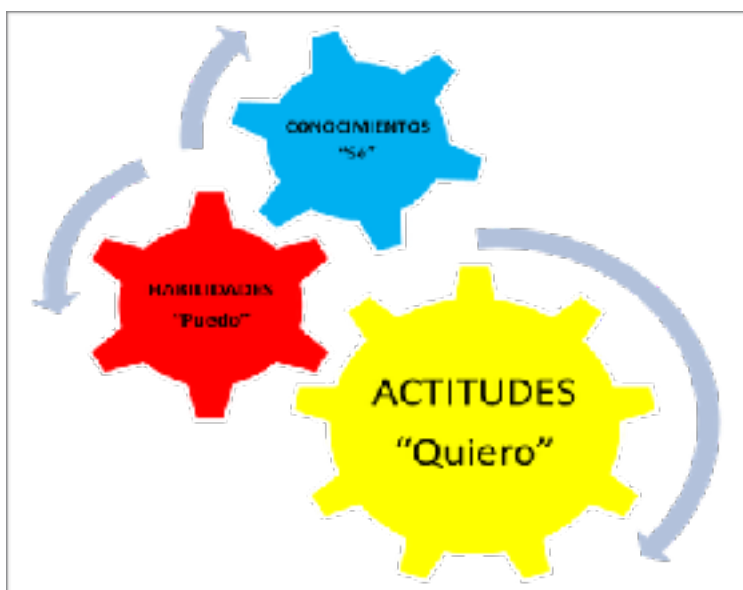 CONOCIMIENTOS
"Sé"
HABILIDADES
"Puedo"
ACTITUDES
"Quiero"